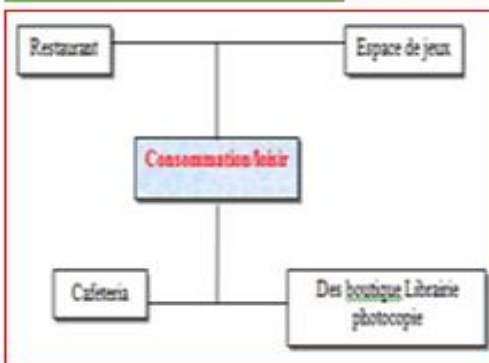 Restaurant
Espace de jeux
Consommation/loisir
Cafeteria
Des boutique Librairie
photocopie